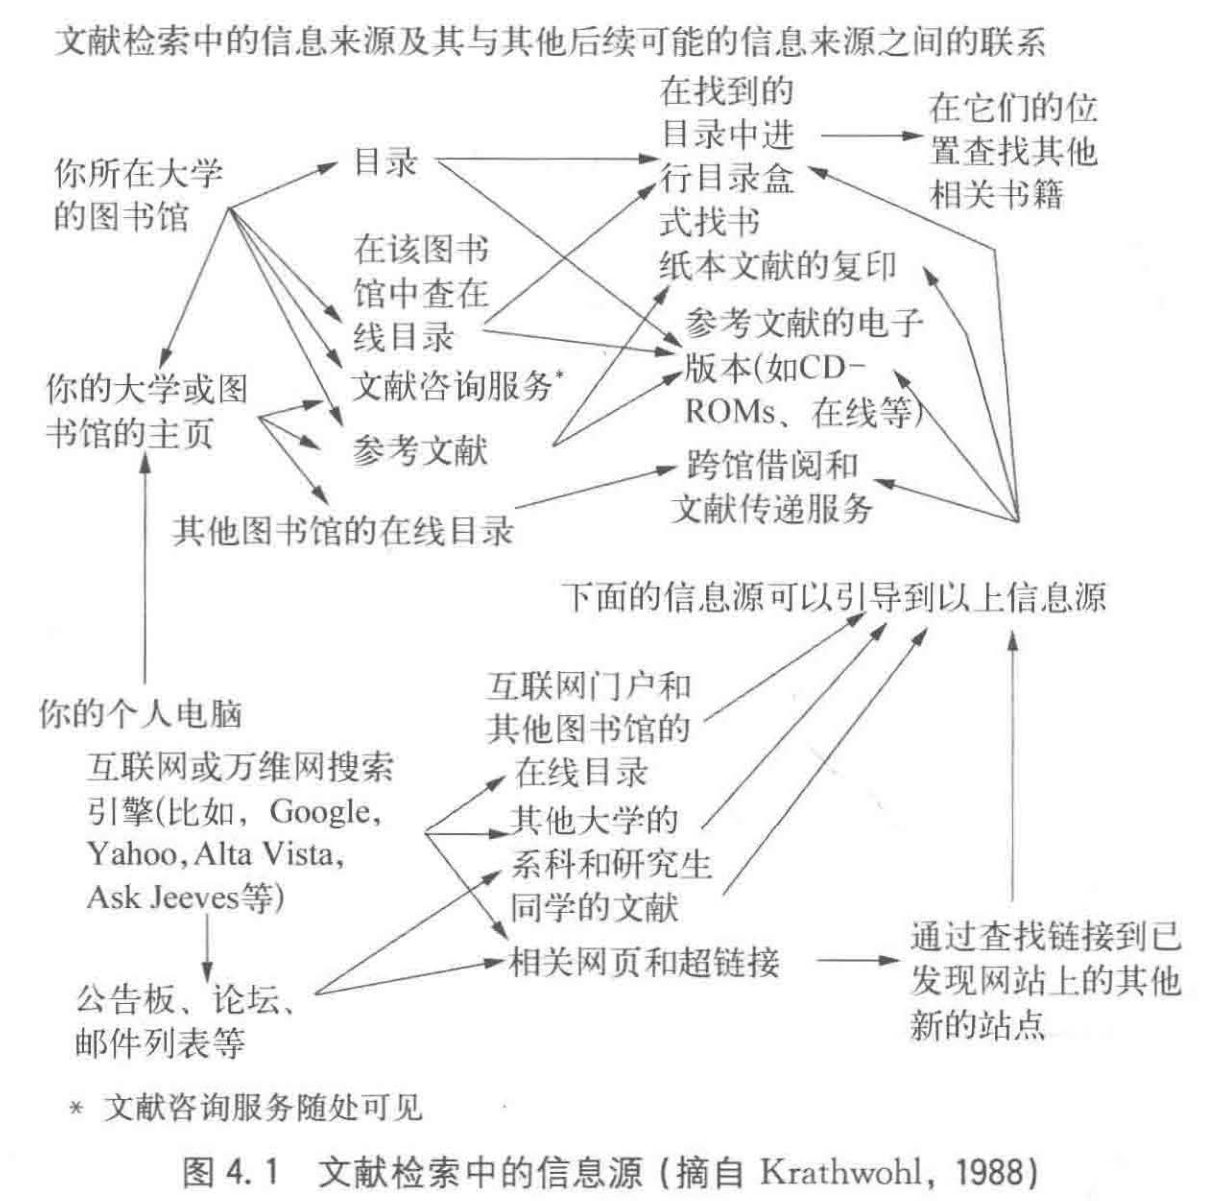 文献检索中的信息来源及其与其他后续可能的信息来源之间的联系
你所在大学
的图书馆
目录
在该图书
馆中查在
线目录
文献咨询服务*
参考文献
你的大学或图
书馆的主页
其他图书馆的在线目录
在找到的
目录中进
行目录盒
式找书
纸本文献的复印
参考文献的电子
版本(如CD-
ROMs、在线等)
跨馆借阅和
文献传递服务
在它们的位
置查找其他
相关书籍
下面的信息源可以引导到以上信息源
你的个人电脑
互联网或万维网搜索
引擎(比如，Google,
Yahoo,Alta Vista,
Ask Jeeves等)
公告板、论坛、
邮件列表等
互联网门户和
其他图书馆的
在线目录
其他大学的
系科和研究生
同学的文献
相关网页和超链接
通过查找链接到已
发现网站上的其他
新的站点
* 文献咨询服务随处可见
图 4.1 文献检索中的信息源(摘自 Krathwohl, 1988)